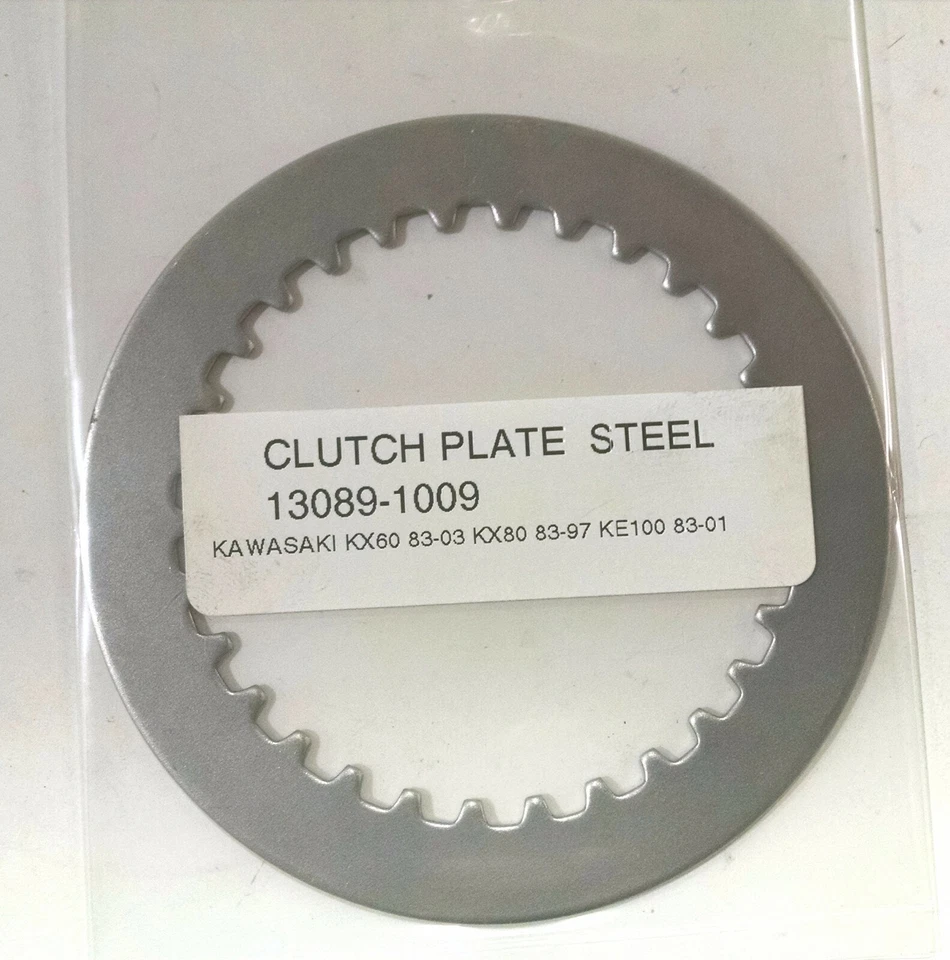 CLUTCH PLATE STEEL
13089-1009
KAWASAKI KX60 83-03 KX80 83-97 KE100 83-01